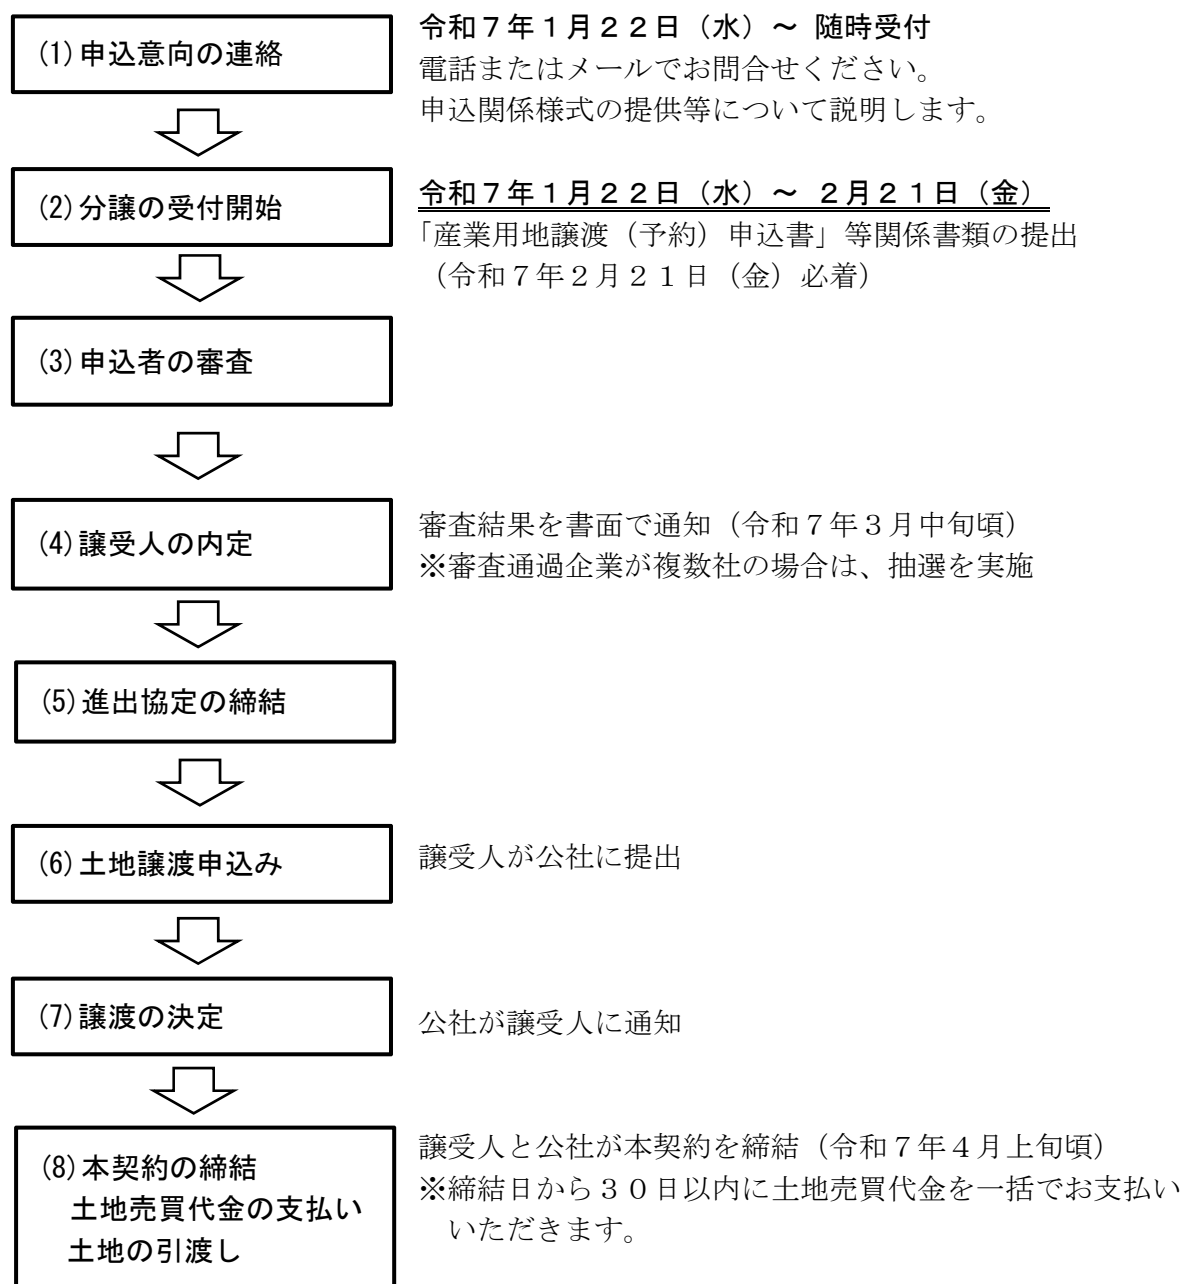 (1)申込意向の連絡
令和７年１月２２日（水）～ 随時受付
電話またはメールでお問合せください。
申込関係様式の提供等について説明します。
(2)分譲の受付開始
令和７年１月２２日（水）～ ２月２１日（金）
「産業用地譲渡（予約）申込書」等関係書類の提出
（令和７年２月２１日（金）必着）
(3)申込者の審査
(4)譲受人の内定
審査結果を書面で通知（令和７年３月中旬頃）
※審査通過企業が複数社の場合は、抽選を実施
(5)進出協定の締結
(6)土地譲渡申込み
譲受人が公社に提出
(7)譲渡の決定
公社が譲受人に通知
(8)本契約の締結
土地売買代金の支払い
土地の引渡し
譲受人と公社が本契約を締結（令和７年４月上旬頃）
※締結日から３０日以内に土地売買代金を一括でお支払い
いただきます。